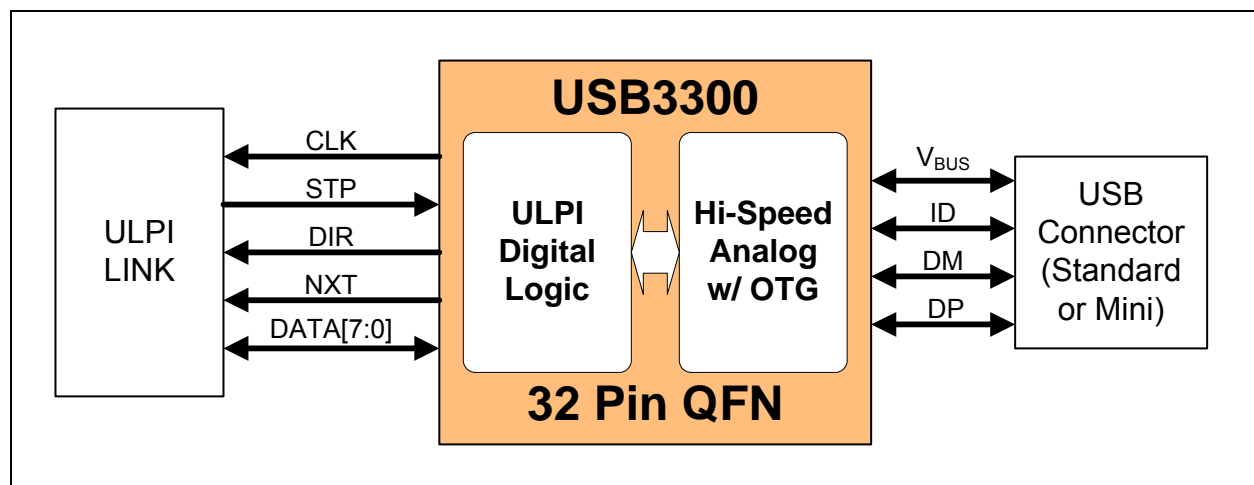 USB3300
ULPI
LINK
CLK
STP
DIR
NXT
DATA[7:0]
ULPI
Digital
Logic
Hi-Speed
Analog
w/ OTG
VBUS
ID
DM
DP
USB
Connector
(Standard
or Mini)
32 Pin QFN